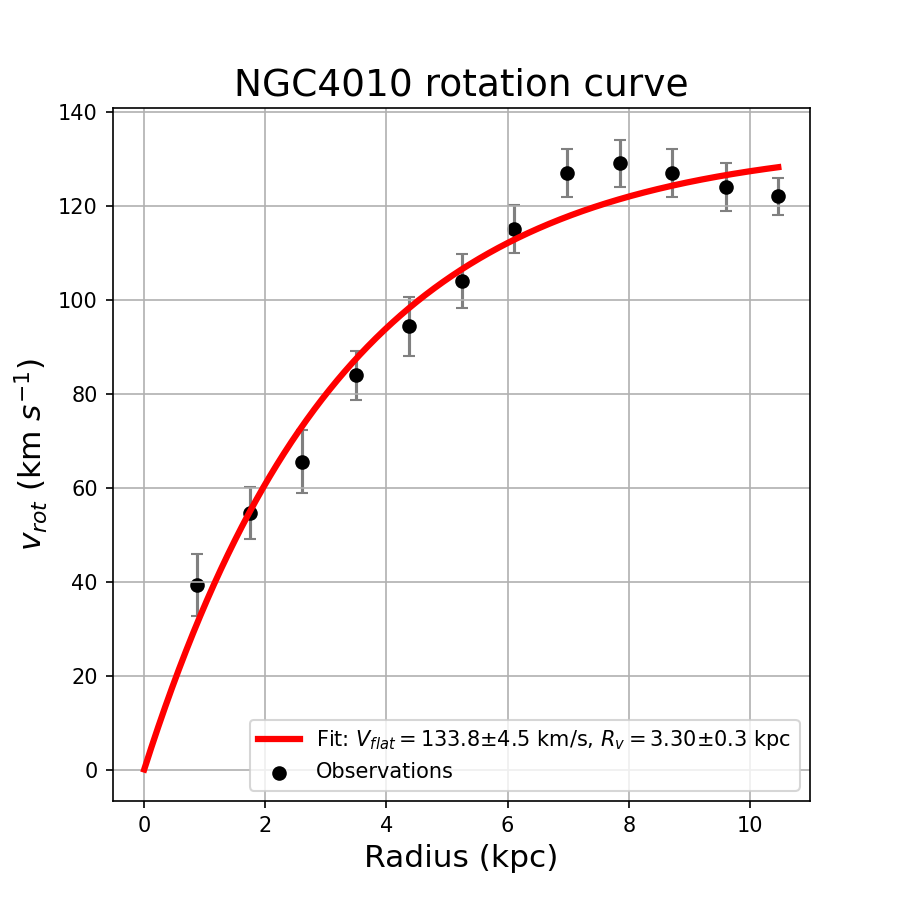 NGC4010 rotation curve
140
120
100
80
60
40
20
0
v_rot (km s⁻¹)
Fit: V_flat = 133.8±4.5 km/s, R_v = 3.30±0.3 kpc
Observations
0 2 4 6 8 10
Radius (kpc)